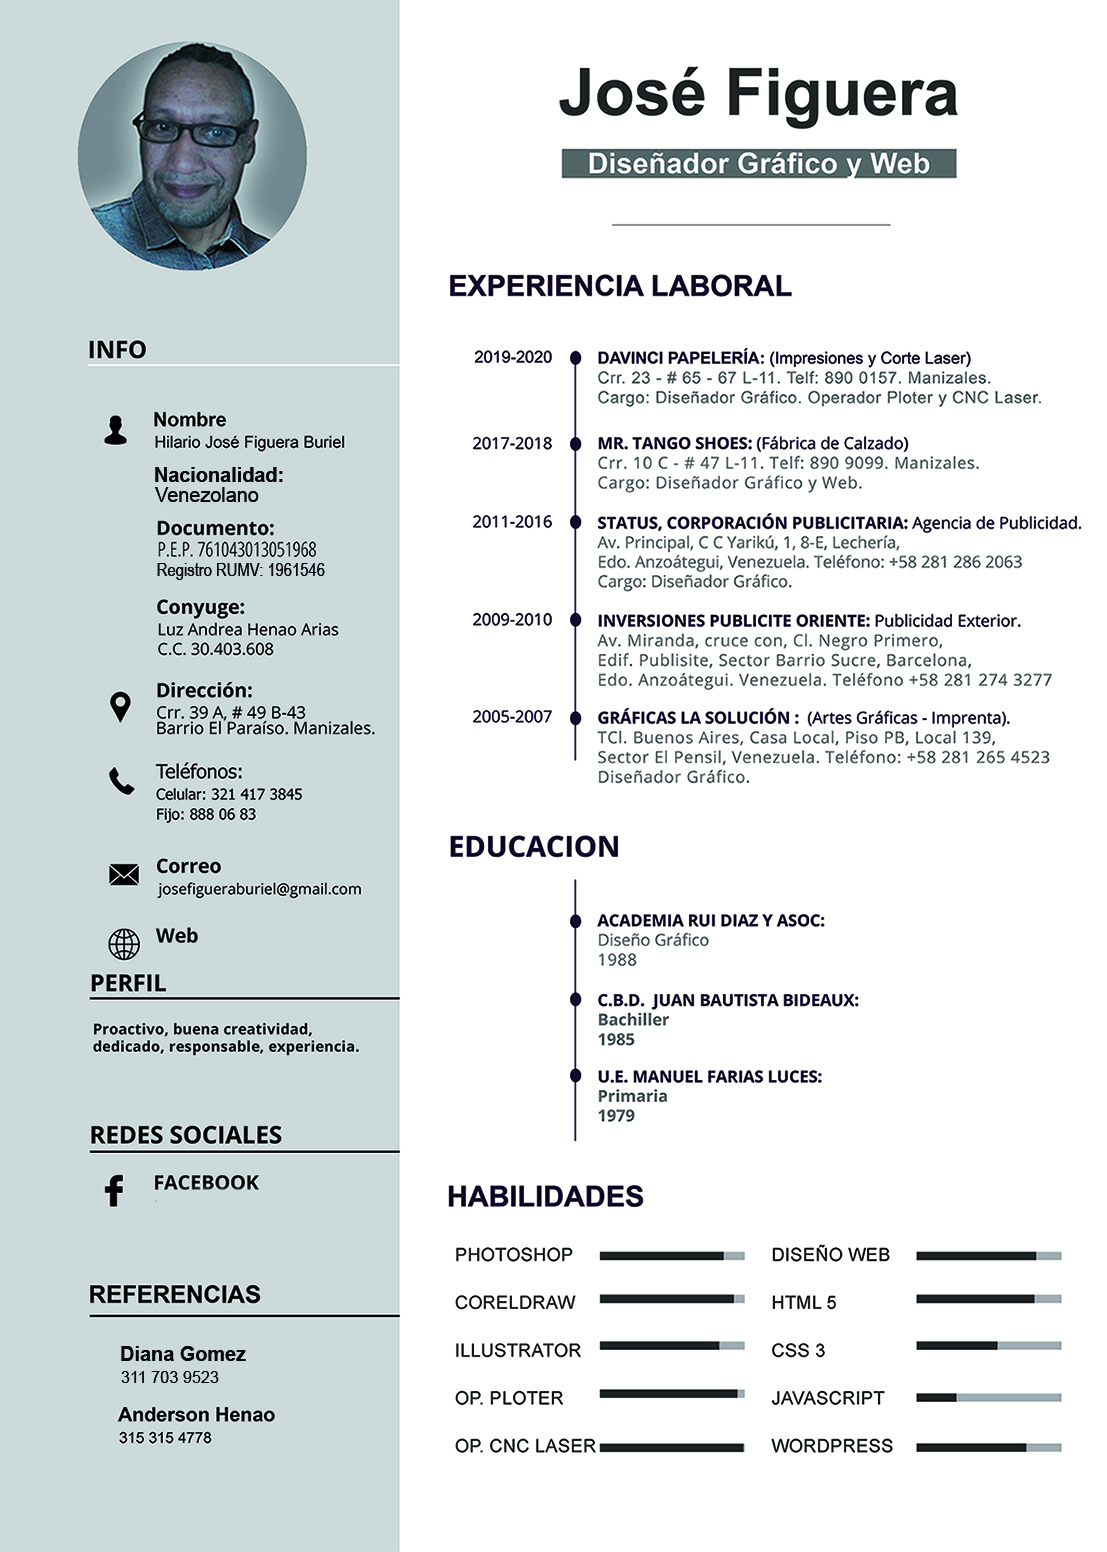 José Figuera
Diseñador Gráfico y Web
INFO
Nombre
Hilario José Figuera Buriel
Nacionalidad:
Venezolano
Documento:
P.E.P. 761043013051968
Registro RUMV: 1961546
Conyuge:
Luz Andrea Henao Arias
C.C. 30.403.608
Dirección:
Crr. 39 A, # 49 B-43
Barrio El Paraíso. Manizales.
Teléfonos:
Celular: 321 417 3845
Fijo: 888 06 83
Correo
josefigueraburiel@gmail.com
Web
PERFIL
Proactivo, buena creatividad,
dedicado, responsable, experiencia.
REDES SOCIALES
FACEBOOK
REFERENCIAS
Diana Gomez
311 703 9523
Anderson Henao
315 315 4778
EXPERIENCIA LABORAL
2019-2020 DAVINCI PAPELERÍA: (Impresiones y Corte Laser)
Crr. 23 - # 65 - 67 L-11. Telf: 890 0157. Manizales.
Cargo: Diseñador Gráfico. Operador Ploter y CNC Laser.
2017-2018 MR. TANGO SHOES: (Fábrica de Calzado)
Crr. 10 C - # 47 L-11. Telf: 890 9099. Manizales.
Cargo: Diseñador Gráfico y Web.
2011-2016 STATUS, CORPORACIÓN PUBLICITARIA: Agencia de Publicidad.
Av. Principal, C C Yarikú, 1, 8-E, Lechería,
Edo. Anzoátegui, Venezuela. Teléfono: +58 281 286 2063
Cargo: Diseñador Gráfico.
2009-2010 INVERSIONES PUBLICITE ORIENTE: Publicidad Exterior.
Av. Miranda, cruce con, Cl. Negro Primero,
Edif. Publisite, Sector Barrio Sucre, Barcelona,
Edo. Anzoátegui. Venezuela. Teléfono +58 281 274 3277
2005-2007 GRÁFICAS LA SOLUCIÓN : (Artes Gráficas - Imprenta).
TCl. Buenos Aires, Casa Local, Piso PB, Local 139,
Sector El Pensil, Venezuela. Teléfono: +58 281 265 4523
Diseñador Gráfico.
EDUCACION
ACADEMIA RUI DIAZ Y ASOC:
Diseño Gráfico
1988
C.B.D. JUAN BAUTISTA BIDEAUX:
Bachiller
1985
U.E. MANUEL FARIAS LUCES:
Primaria
1979
HABILIDADES
PHOTOSHOP DISEÑO WEB
CORELDRAW HTML 5
ILLUSTRATOR CSS 3
OP. PLOTER JAVASCRIPT
OP. CNC LASER WORDPRESS